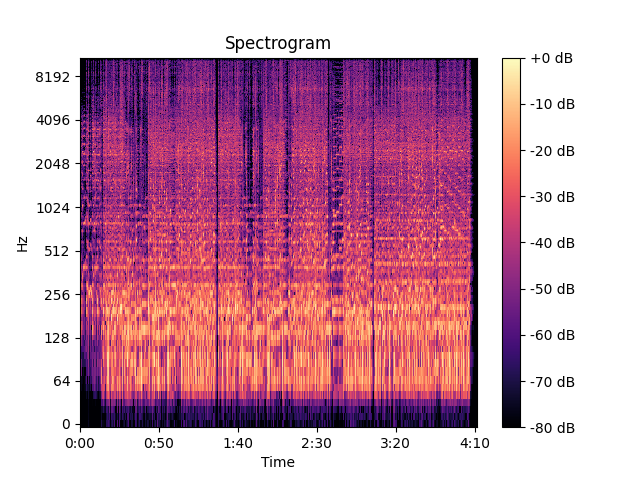 Spectrogram
8192
4096
2048
1024
512
256
128
64
0
Hz
0:00 0:50 1:40 2:30 3:20 4:10
Time
+0 dB
-10 dB
-20 dB
-30 dB
-40 dB
-50 dB
-60 dB
-70 dB
-80 dB